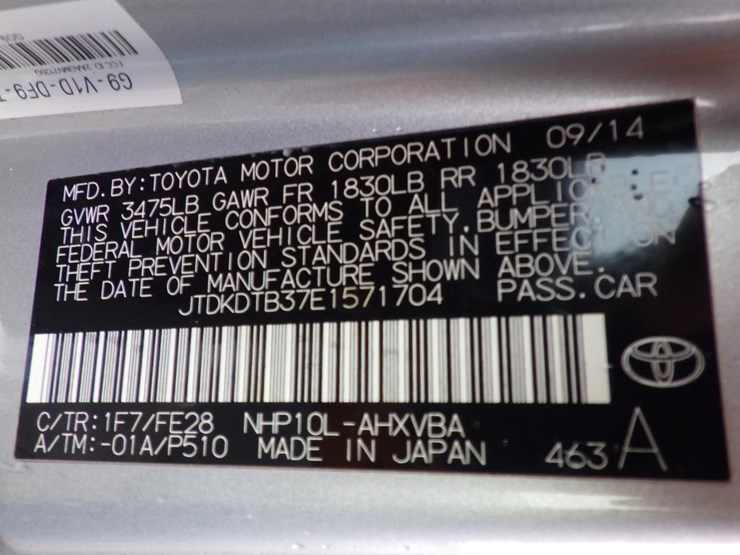 G9-V1D-DF9-
MFD. BY: TOYOTA MOTOR CORPORATION 09/14
GVWR 3475LB GAWR FR 1830LB RR 1830LB
THIS VEHICLE CONFORMS TO ALL APPLICABLE
FEDERAL MOTOR VEHICLE SAFETY, BUMPER, AND
THEFT PREVENTION STANDARDS IN EFFECT ON
THE DATE OF MANUFACTURE SHOWN ABOVE.
JTDKDTB37E1571704 PASS. CAR
C/TR:1F7/FE28 NHP10L-AHXVBA
A/TM:-01A/P510 MADE IN JAPAN 463 A